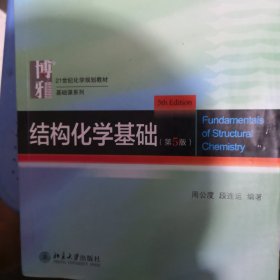 博雅
21世纪化学规划教材
基础课系列
5th Edition
结构化学基础（第5版）
Fundamentals
of Structural
Chemistry
周公度 段连运 编著
北京大学出版社